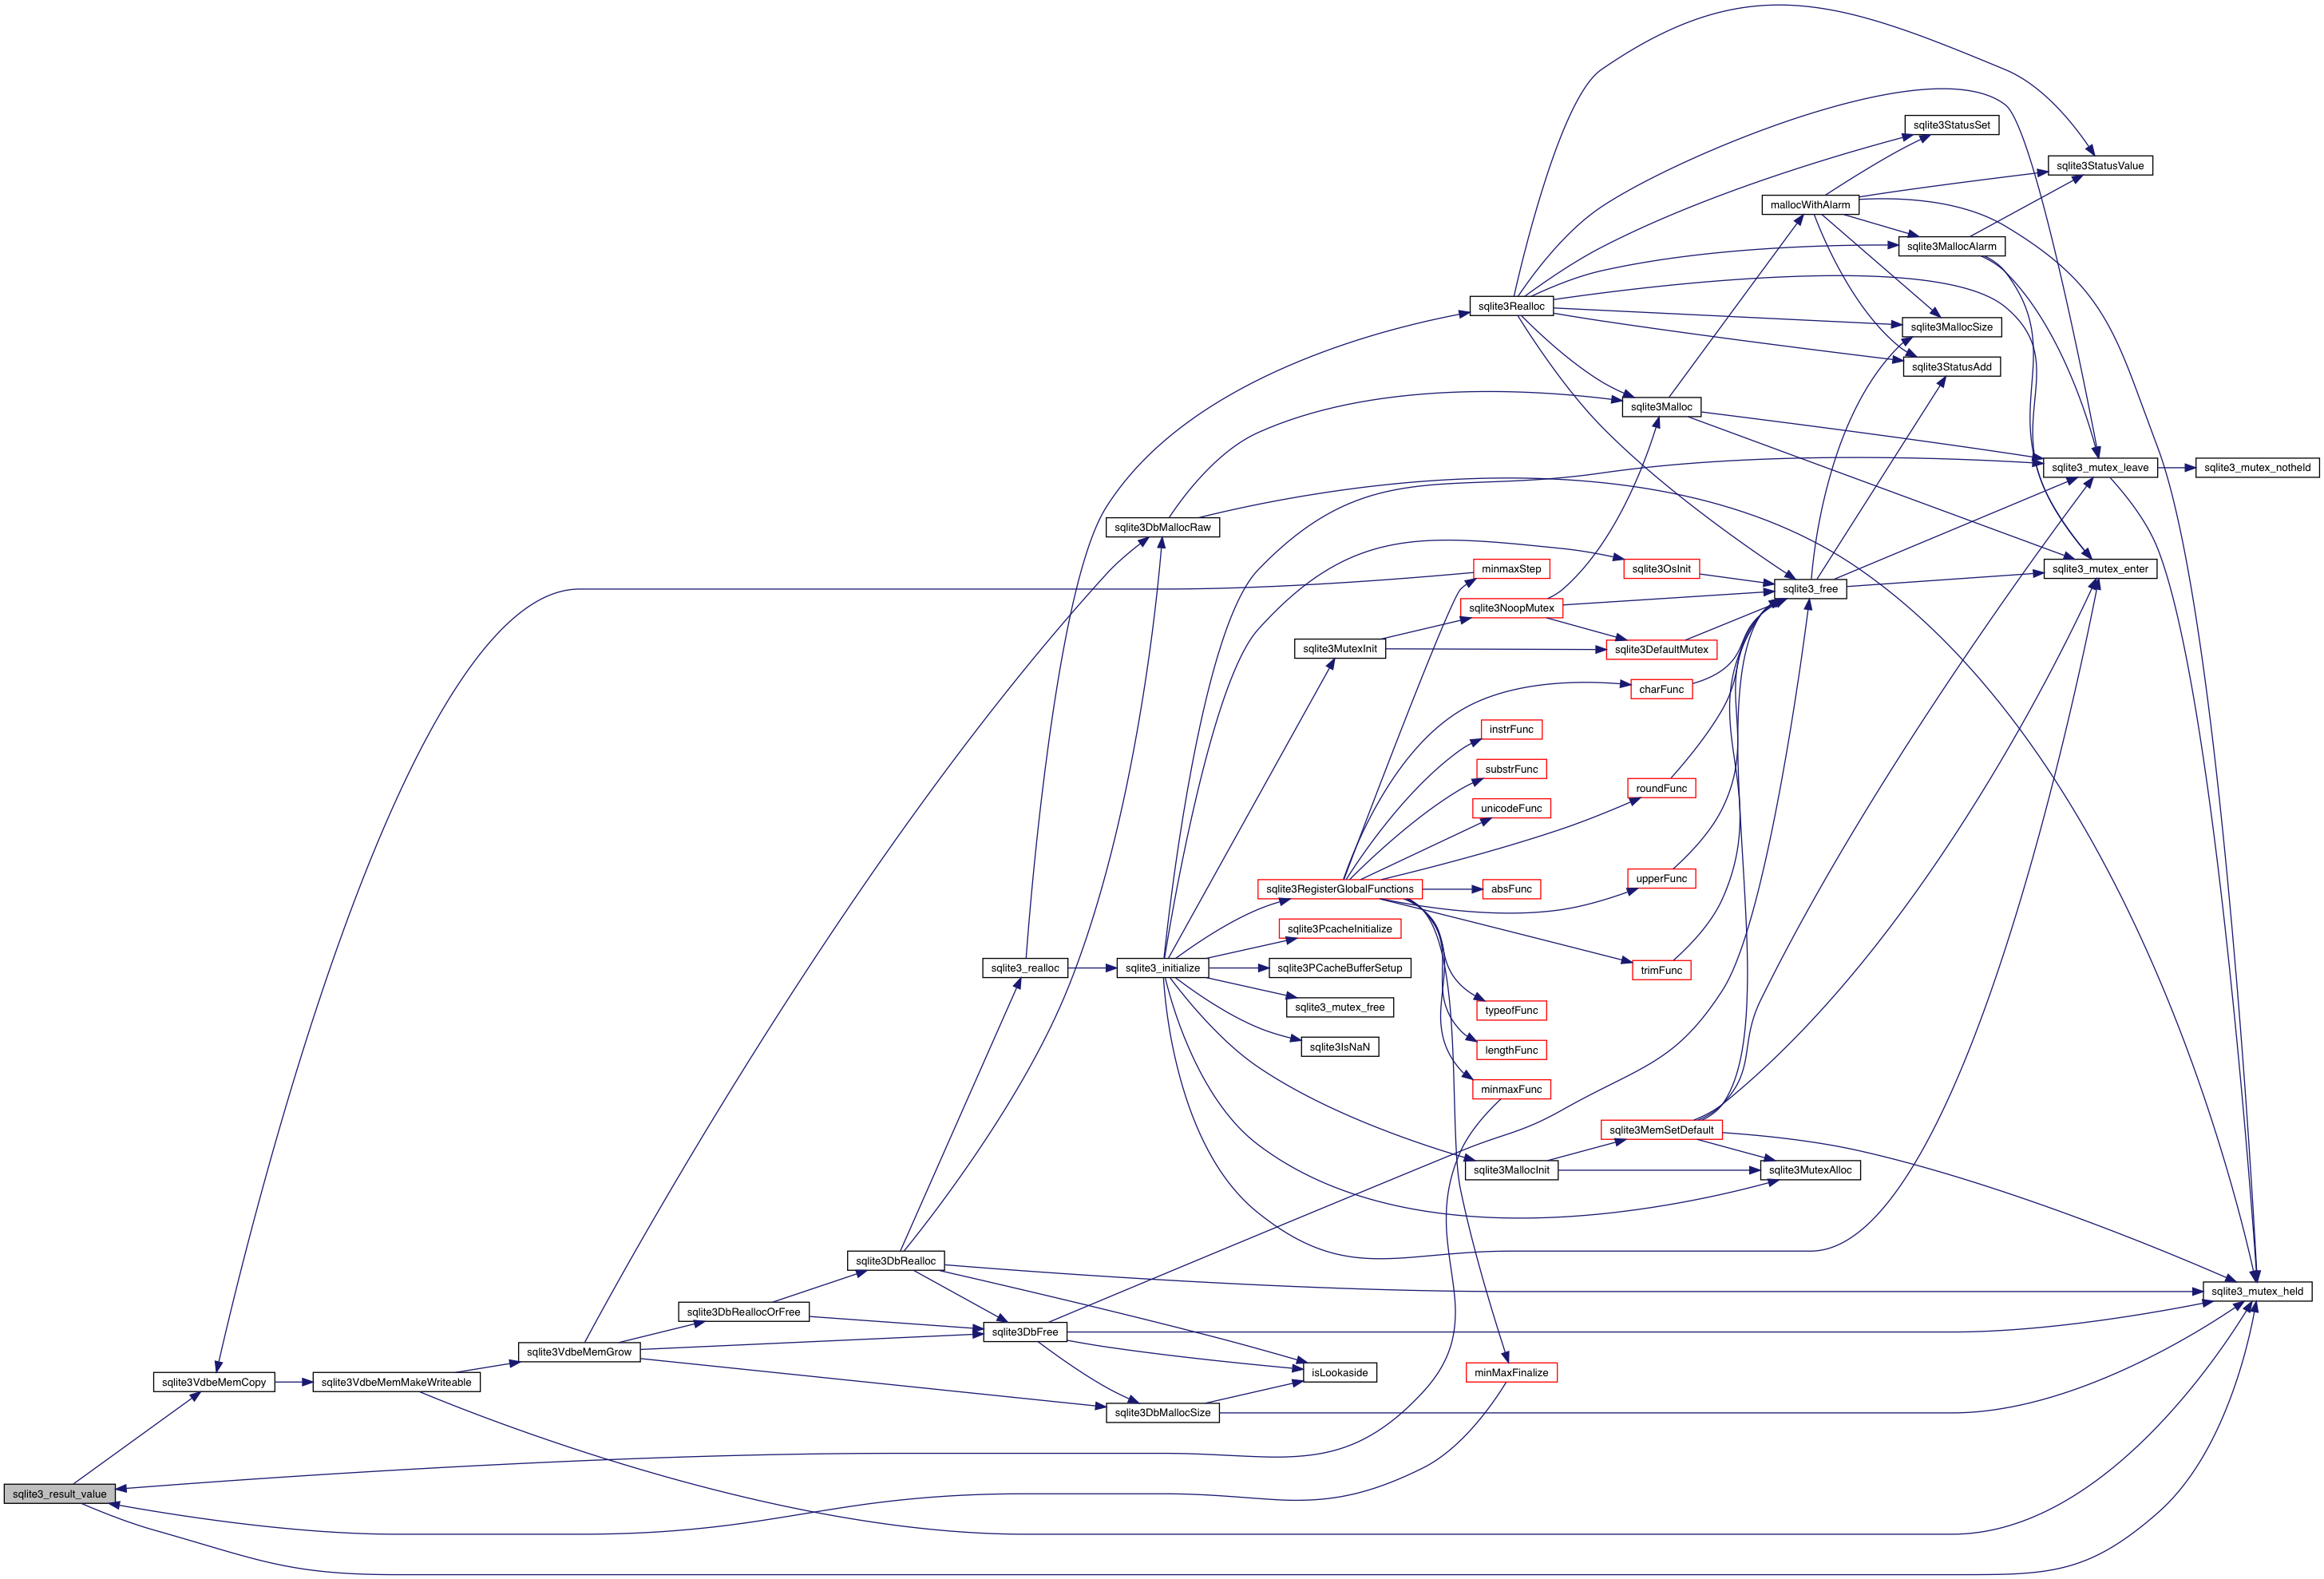 sqlite3StatusSet
sqlite3StatusValue
mallocWithAlarm
sqlite3MallocAlarm
sqlite3Realloc
sqlite3MallocSize
sqlite3StatusAdd
sqlite3Malloc
sqlite3_mutex_leave
sqlite3_mutex_notheld
sqlite3DbMallocRaw
minmaxStep
sqlite3OsInit
sqlite3_mutex_enter
sqlite3_free
sqlite3NoopMutex
sqlite3MutexInit
sqlite3DefaultMutex
charFunc
instrFunc
substrFunc
roundFunc
unicodeFunc
upperFunc
sqlite3RegisterGlobalFunctions
absFunc
sqlite3PcacheInitialize
sqlite3_realloc
sqlite3_initialize
sqlite3PCacheBufferSetup
trimFunc
sqlite3_mutex_free
typeofFunc
sqlite3IsNaN
lengthFunc
minmaxFunc
sqlite3MemSetDefault
sqlite3MallocInit
sqlite3MutexAlloc
sqlite3DbRealloc
sqlite3_mutex_held
sqlite3DbReallocOrFree
sqlite3DbFree
sqlite3VdbeMemGrow
isLookaside
minMaxFinalize
sqlite3VdbeMemCopy
sqlite3VdbeMemMakeWriteable
sqlite3DbMallocSize
sqlite3_result_value